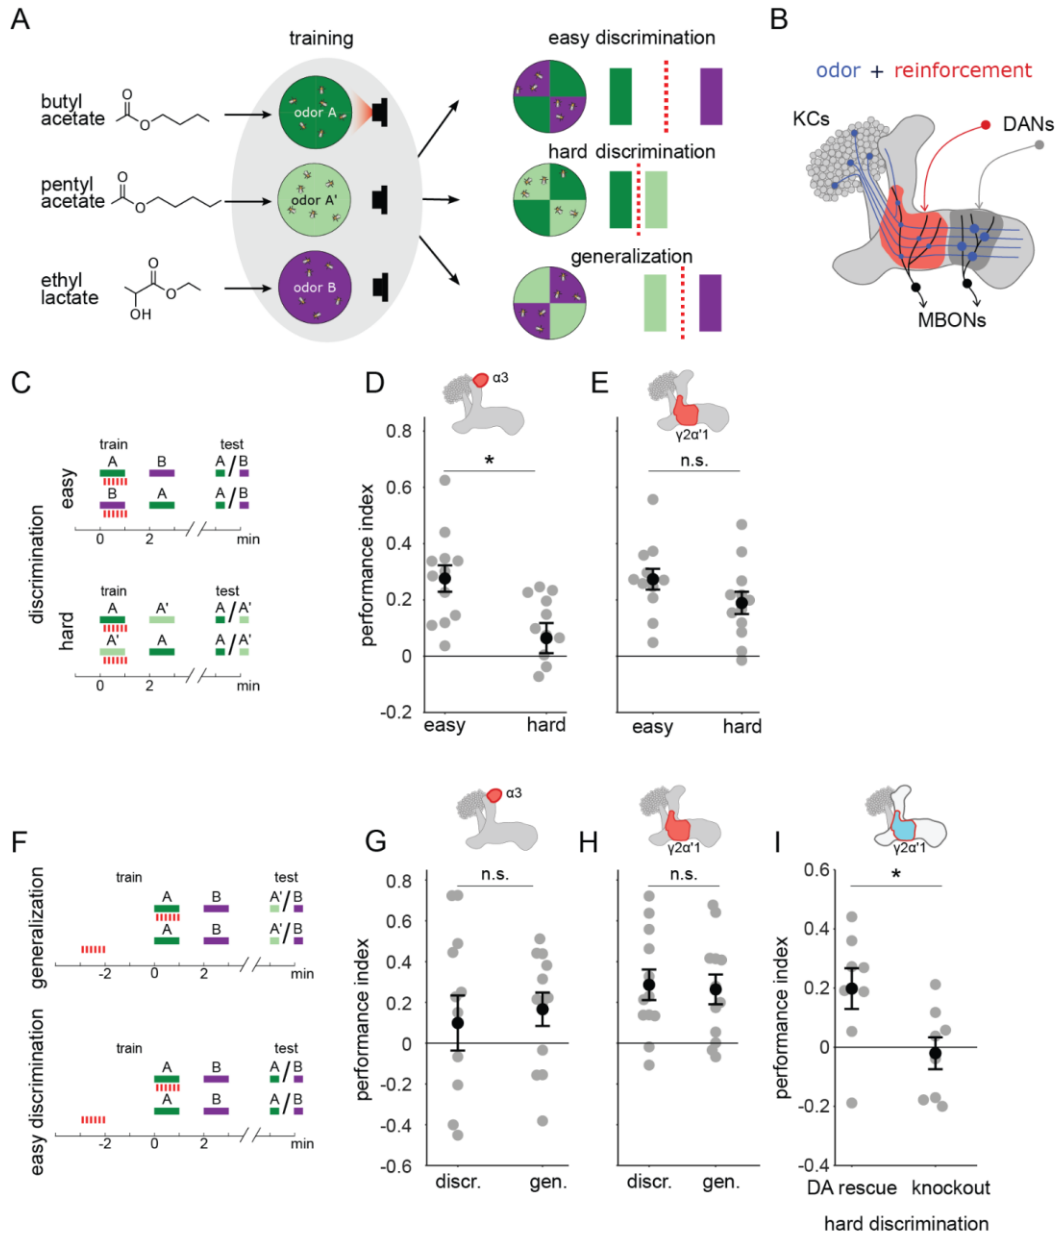 A
training
easy discrimination
butyl
acetate
O
O
odor A
hard discrimination
pentyl
acetate
O
O
odor A'
generalization
ethyl
lactate
O
O
OH
odor B
B
odor + reinforcement
KCs
DANs
MBONs
C
discrimination
easy
train
test
A
B
A / B
B
A
A / B
0
2
min
hard
train
test
A
A'
A / A'
A'
A
A / A'
0
2
min
D
α3
performance index
0.8
0.6
0.4
0.2
0
-0.2
*
easy
hard
E
γ2α'1
n.s.
easy
hard
F
generalization
train
test
A
B
A' / B
A
B
A' / B
-2
0
2
min
easy discrimination
train
test
A
B
A / B
A
B
A / B
-2
0
2
min
G
α3
n.s.
performance index
0.8
0.6
0.4
0.2
0
-0.2
-0.4
-0.6
discr.
gen.
H
γ2α'1
n.s.
discr.
gen.
I
γ2α'1
*
performance index
0.6
0.4
0.2
0
-0.2
-0.4
DA rescue
knockout
hard discrimination